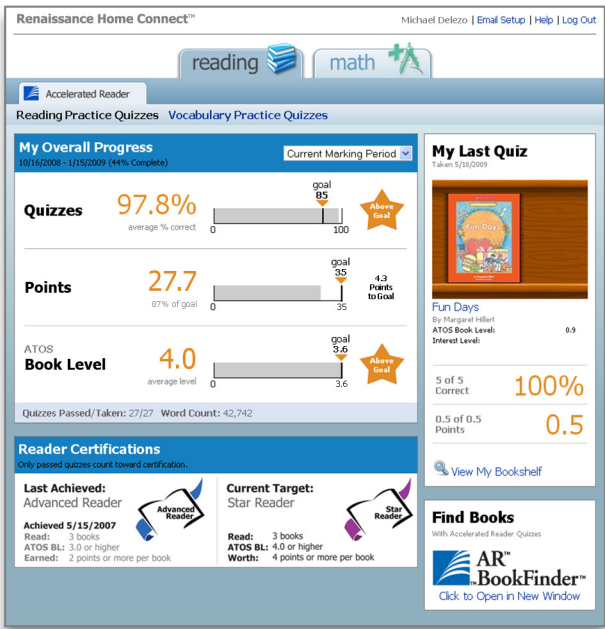 Renaissance Home Connect™
Michael Delezo | Email Setup | Help | Log Out
reading
math
Accelerated Reader
Reading Practice Quizzes Vocabulary Practice Quizzes
My Overall Progress
10/16/2008 - 1/15/2009 (44% Complete)
Current Marking Period
Quizzes
97.8%
average % correct
goal
85
0
100
Above
Goal
Points
27.7
87% of goal
goal
35
0
35
4.3
Points
to Goal
ATOS
Book Level
4.0
average level
goal
3.6
0
3.6
Above
Goal
Quizzes Passed/Taken: 27/27 Word Count: 42,742
Reader Certifications
Only passed quizzes count toward certification.
Last Achieved:
Advanced Reader
Advanced
Reader
Achieved 5/15/2007
Read: 3 books
ATOS BL: 3.0 or higher
Earned: 2 points or more per book
Current Target:
Star Reader
Star
Reader
Read: 3 books
ATOS BL: 4.0 or higher
Worth: 4 points or more per book
My Last Quiz
Taken 5/18/2009
Fun Days
Fun Days
By Margaret Hillert
ATOS Book Level: 0.9
Interest Level:
5 of 5
Correct
100%
0.5 of 0.5
Points
0.5
View My Bookshelf
Find Books
With Accelerated Reader Quizzes
AR™
BookFinder™
Click to Open in New Window